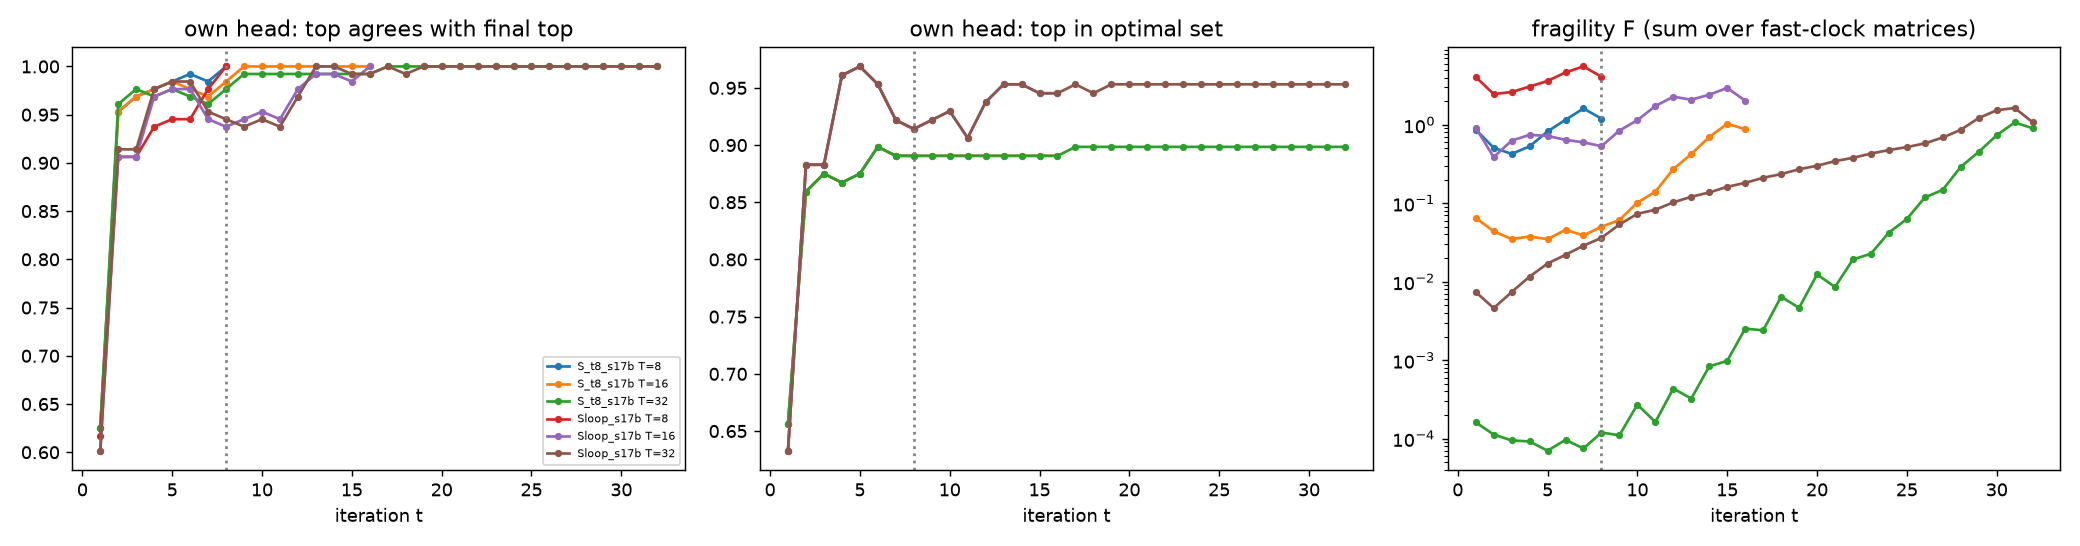 own head: top agrees with final top
1.00
0.95
0.90
0.85
0.80
0.75
0.70
0.65
0.60
0 5 10 15 20 25 30
iteration t
S_t8_s17b T=8
S_t8_s17b T=16
S_t8_s17b T=32
Sloop_s17b T=8
Sloop_s17b T=16
Sloop_s17b T=32
own head: top in optimal set
0.95
0.90
0.85
0.80
0.75
0.70
0.65
0 5 10 15 20 25 30
iteration t
fragility F (sum over fast-clock matrices)
10⁰
10⁻¹
10⁻²
10⁻³
10⁻⁴
0 5 10 15 20 25 30
iteration t